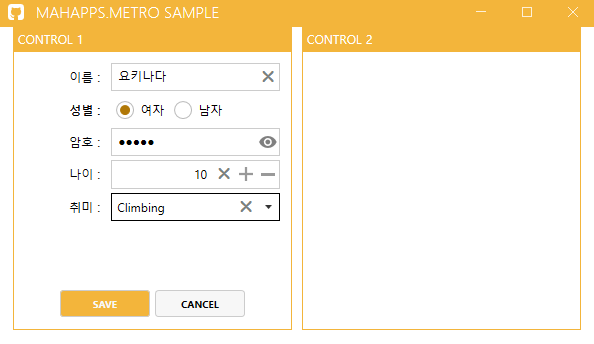 MAHAPPS.METRO SAMPLE
CONTROL 1
이름 : 요키나다
성별 : 여자 남자
암호 : ●●●●●
나이 : 10
취미 : Climbing
SAVE CANCEL
CONTROL 2